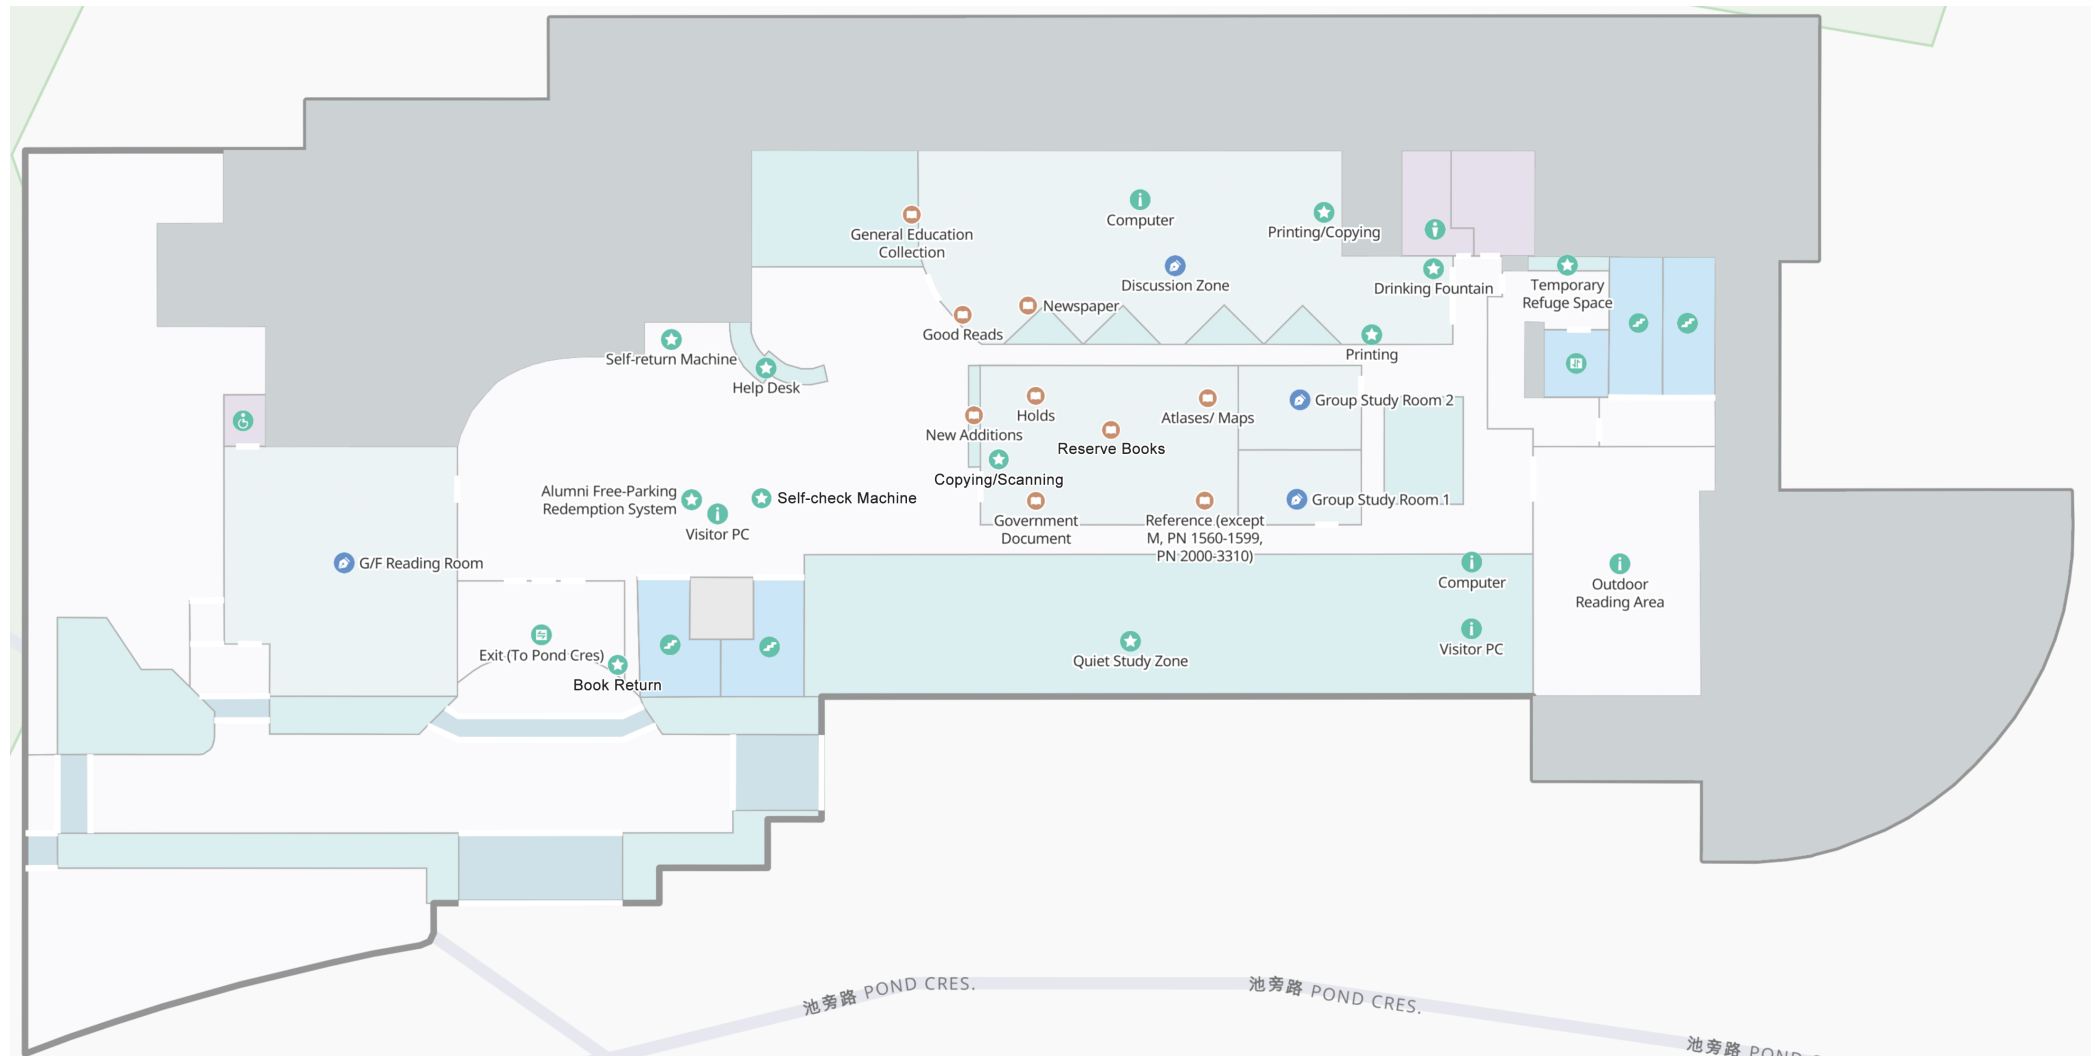 Computer
Printing/Copying
General Education
Collection
Discussion Zone
Drinking Fountain
Temporary
Refuge Space
Newspaper
Good Reads
Printing
Self-return Machine
Help Desk
Holds
Atlases/ Maps
Group Study Room 2
New Additions
Reserve Books
Copying/Scanning
Alumni Free-Parking
Redemption System
Self-check Machine
Visitor PC
Government
Document
Reference (except
M, PN 1560-1599,
PN 2000-3310)
Group Study Room 1
G/F Reading Room
Computer
Outdoor
Reading Area
Exit (To Pond Cres)
Book Return
Quiet Study Zone
Visitor PC
池旁路 POND CRES.
池旁路 POND CRES.
池旁路 POND